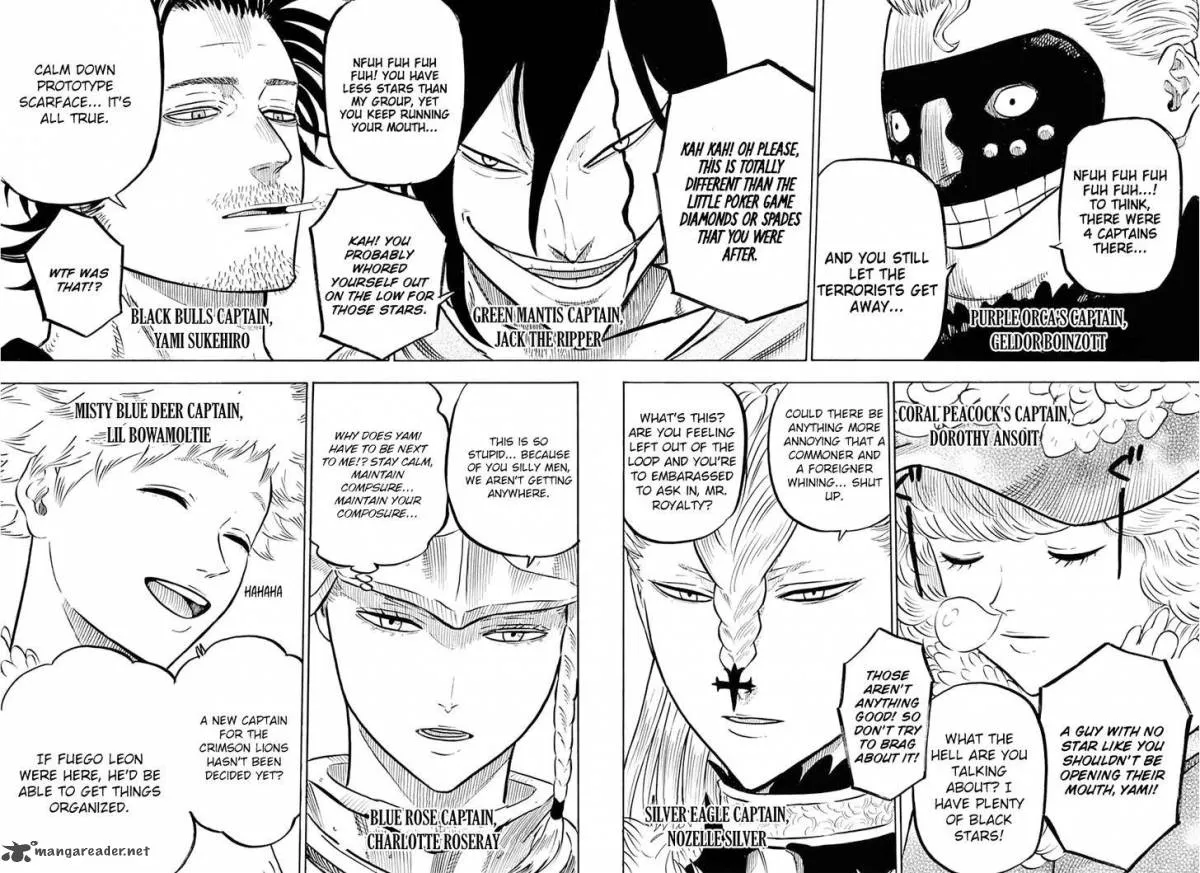 NFUH FUH FUH
FUH FUH...!
TO THINK,
THERE WERE
4 CAPTAINS
THERE...
AND YOU STILL
LET THE
TERRORISTS
GET
AWAY...
PURPLE ORCA'S CAPTAIN,
GELDOR BOINZOTT
KAH KAH! OH PLEASE,
THIS IS TOTALLY
DIFFERENT THAN THE
LITTLE POKER GAME
DIAMONDS OR SPADES
THAT YOU WERE
AFTER.
NFUH FUH FUH
FUH! YOU HAVE
LESS STARS THAN
MY GROUP, YET
YOU KEEP RUNNING
YOUR MOUTH...
GREEN MANTIS CAPTAIN,
JACK THE RIPPER
KAH! YOU
PROBABLY
WHORED
YOURSELF OUT
ON THE LOW FOR
THOSE STARS.
CALM DOWN
PROTOTYPE
SCARFACE... IT'S
ALL TRUE.
WTF WAS
THAT!?
BLACK BULLS CAPTAIN,
YAMI SUKEHIRO
CORAL PEACOCK'S CAPTAIN,
DOROTHY ANSOIT
A GUY WITH NO
STAR LIKE YOU
SHOULDN'T BE
OPENING THEIR
MOUTH, YAMI!
WHAT THE
HELL ARE YOU
TALKING
ABOUT? I
HAVE PLENTY
OF BLACK
STARS!
THOSE
AREN'T
ANYTHING
GOOD! SO
DON'T TRY
TO BRAG
ABOUT IT!
COULD THERE BE
ANYTHING MORE
ANNOYING THAT A
COMMONER AND
A FOREIGNER
WHINING... SHUT
UP.
WHAT'S THIS?
ARE YOU FEELING
LEFT OUT OF THE
LOOP AND YOU'RE
EMBARASSED
TO ASK IN, MR.
ROYALTY?
SILVER EAGLE CAPTAIN,
NOZELLE SILVER
THIS IS SO
STUPID... BECAUSE
OF YOU SILLY MEN,
WE AREN'T GETTING
ANYWHERE.
WHY DOES YAMI
HAVE TO BE NEXT
TO ME!? STAY CALM,
MAINTAIN
COMPSURE...
MAINTAIN YOUR
COMPOSURE...
BLUE ROSE CAPTAIN,
CHARLOTTE ROSERAY
MISTY BLUE DEER CAPTAIN,
LIL BOWAMOLTIE
HAHAHA
A NEW CAPTAIN
FOR THE
CRIMSON LIONS
HASN'T BEEN
DECIDED YET?
IF FUEGO LEON
WERE HERE, HE'D BE
ABLE TO GET THINGS
ORGANIZED.
mangareader.net